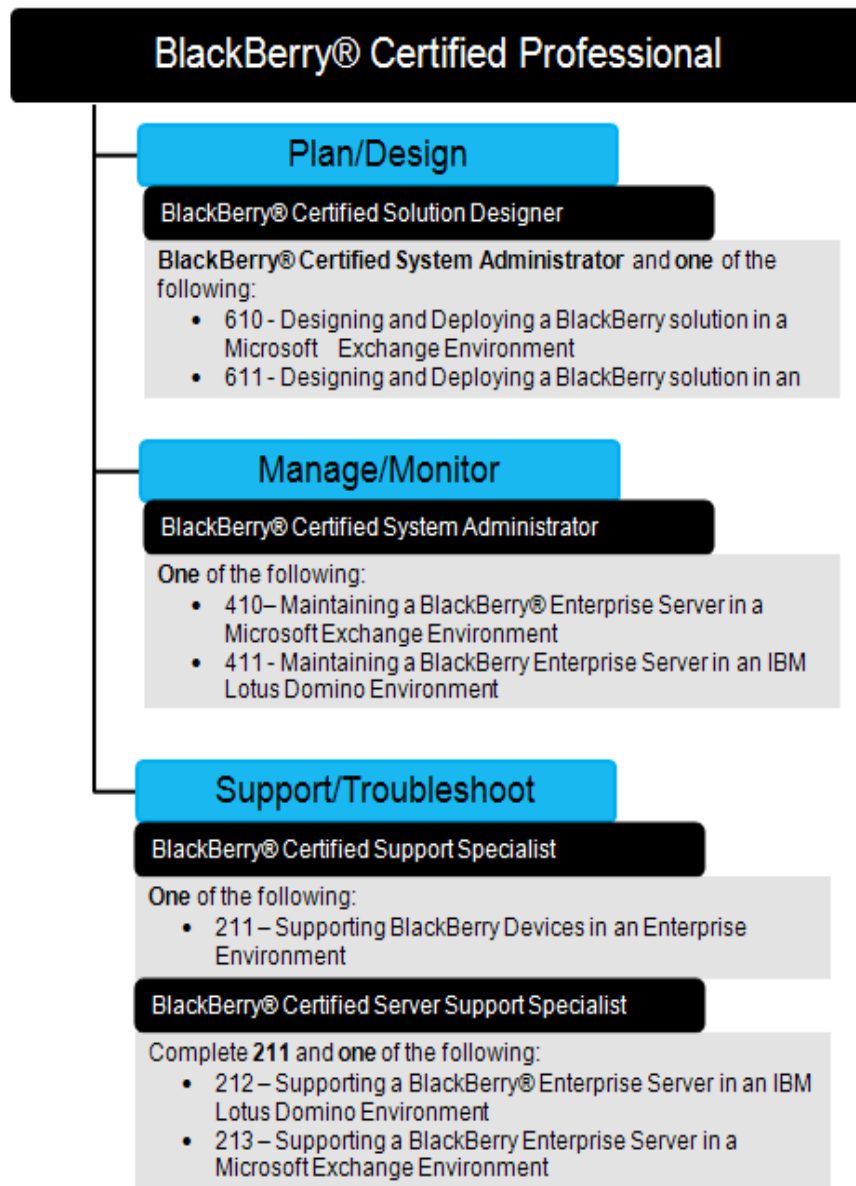 BlackBerry® Certified Professional
Plan/Design
BlackBerry® Certified Solution Designer
BlackBerry® Certified System Administrator and one of the
following:
• 610 - Designing and Deploying a BlackBerry solution in a
Microsoft Exchange Environment
• 611 - Designing and Deploying a BlackBerry solution in an
Manage/Monitor
BlackBerry® Certified System Administrator
One of the following:
• 410– Maintaining a BlackBerry® Enterprise Server in a
Microsoft Exchange Environment
• 411 - Maintaining a BlackBerry Enterprise Server in an IBM
Lotus Domino Environment
Support/Troubleshoot
BlackBerry® Certified Support Specialist
One of the following:
• 211 – Supporting BlackBerry Devices in an Enterprise
Environment
BlackBerry® Certified Server Support Specialist
Complete 211 and one of the following:
• 212 – Supporting a BlackBerry® Enterprise Server in an IBM
Lotus Domino Environment
• 213 – Supporting a BlackBerry Enterprise Server in a
Microsoft Exchange Environment